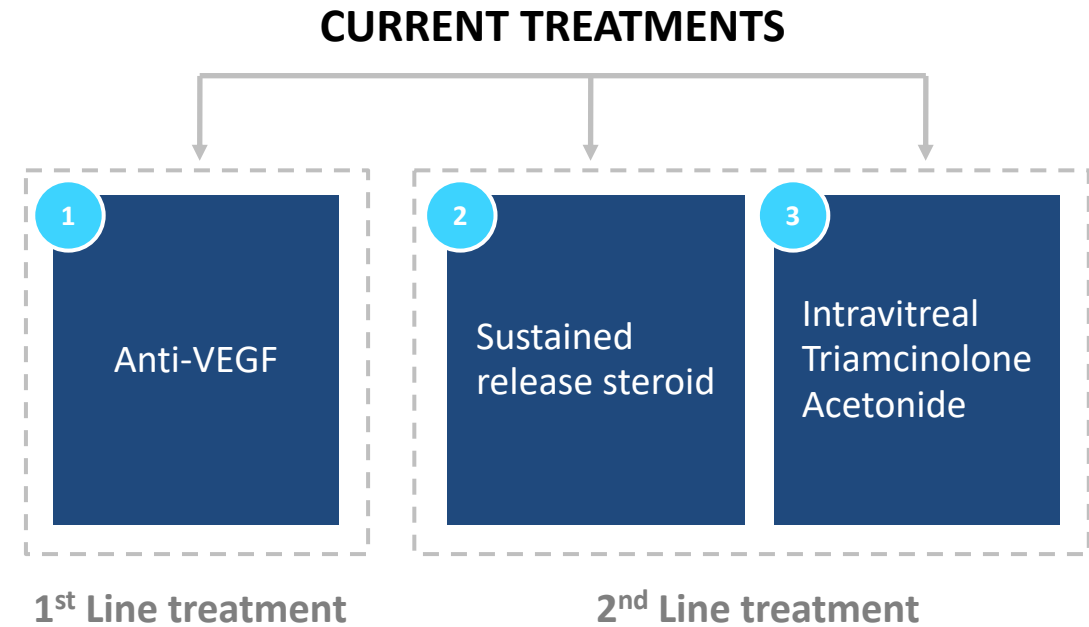 CURRENT TREATMENTS
1
Anti-VEGF
2
Sustained
release steroid
3
Intravitreal
Triamcinolone
Acetonide
1st Line treatment
2nd Line treatment